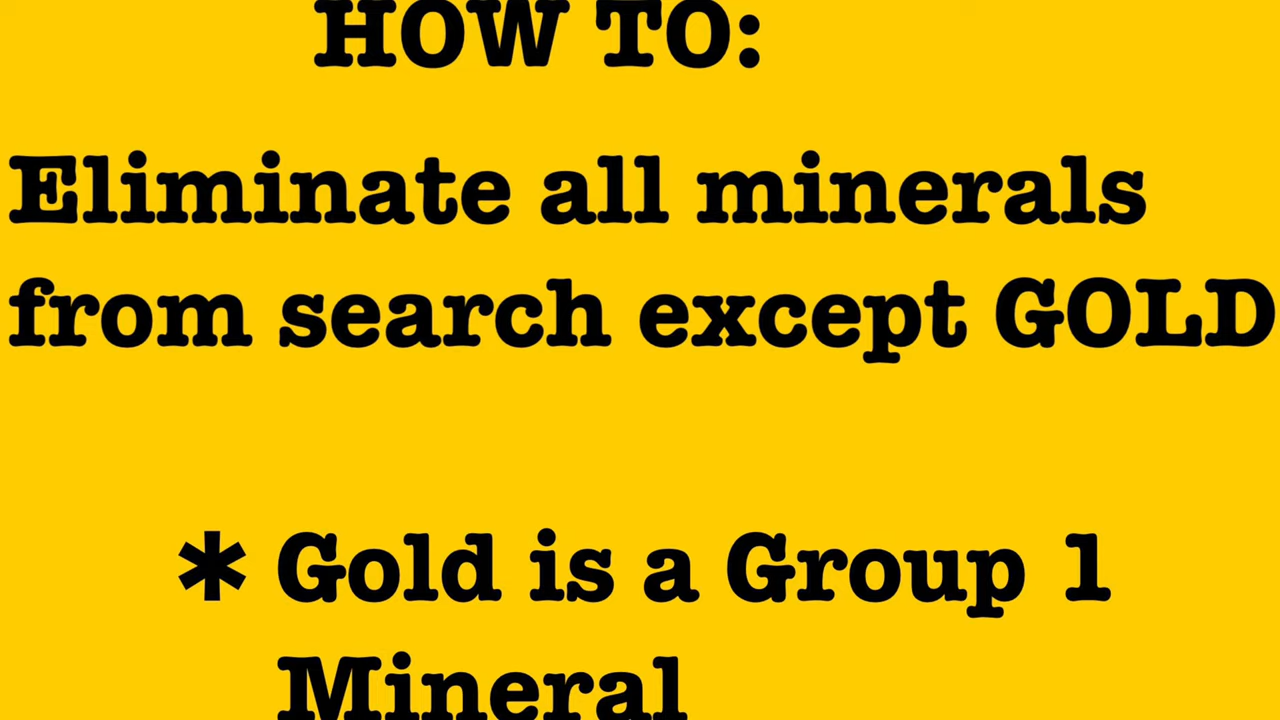 HOW TO:
Eliminate all minerals
from search except GOLD
* Gold is a Group 1
Mineral